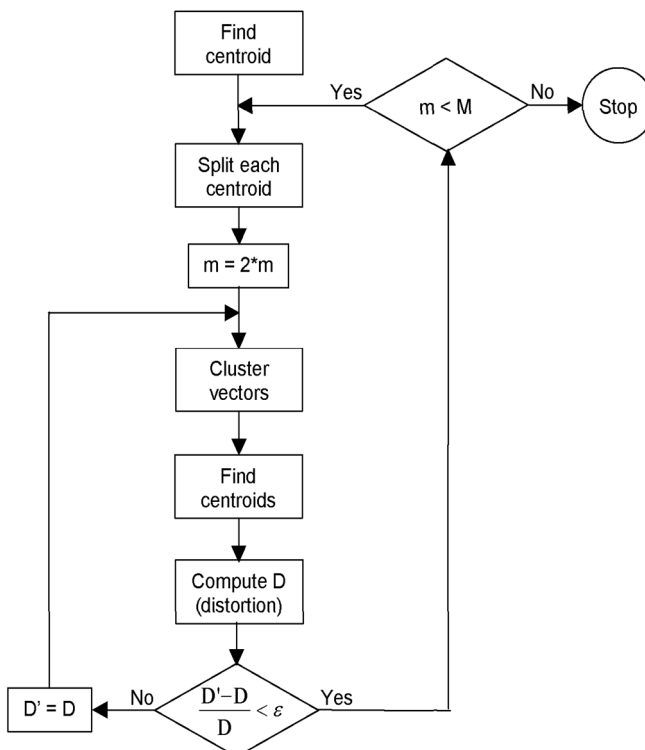 Find
centroid
Yes
m < M
No
Stop
Split each
centroid
m = 2*m
Cluster
vectors
Find
centroids
Compute D
(distortion)
D' = D
No
D'-D
D
< ε
Yes